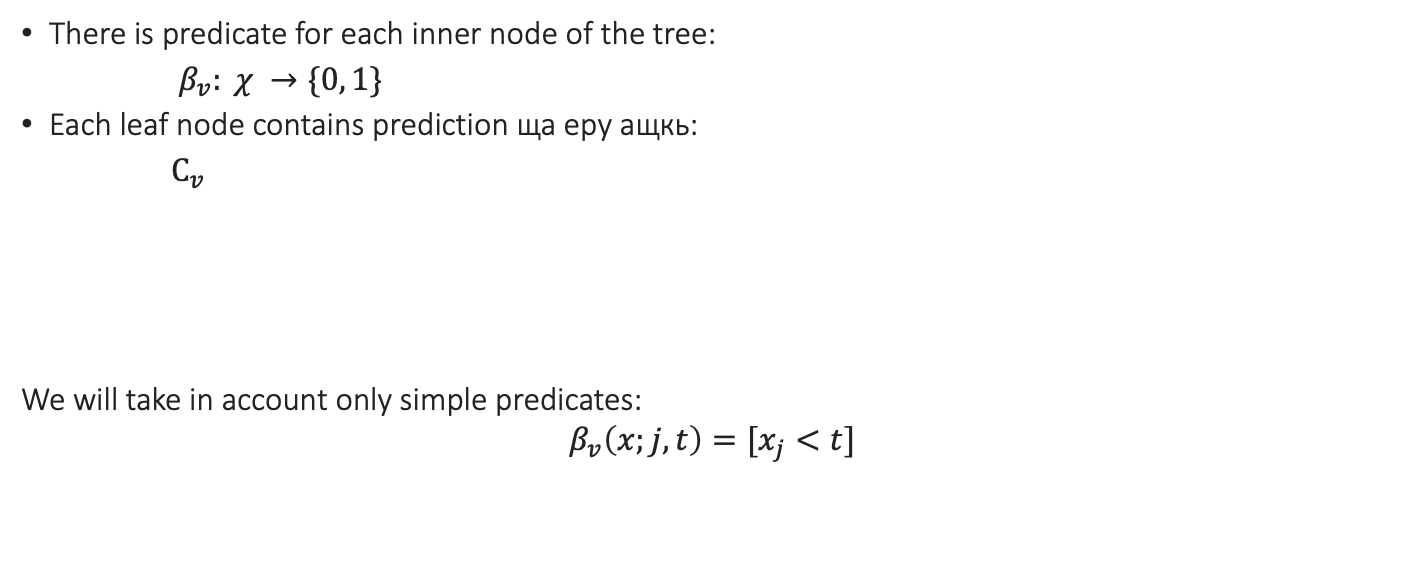 • There is predicate for each inner node of the tree:
β_v: χ → {0, 1}
• Each leaf node contains prediction ща еру ащкь:
C_v
We will take in account only simple predicates:
β_v(x; j, t) = [x_j < t]